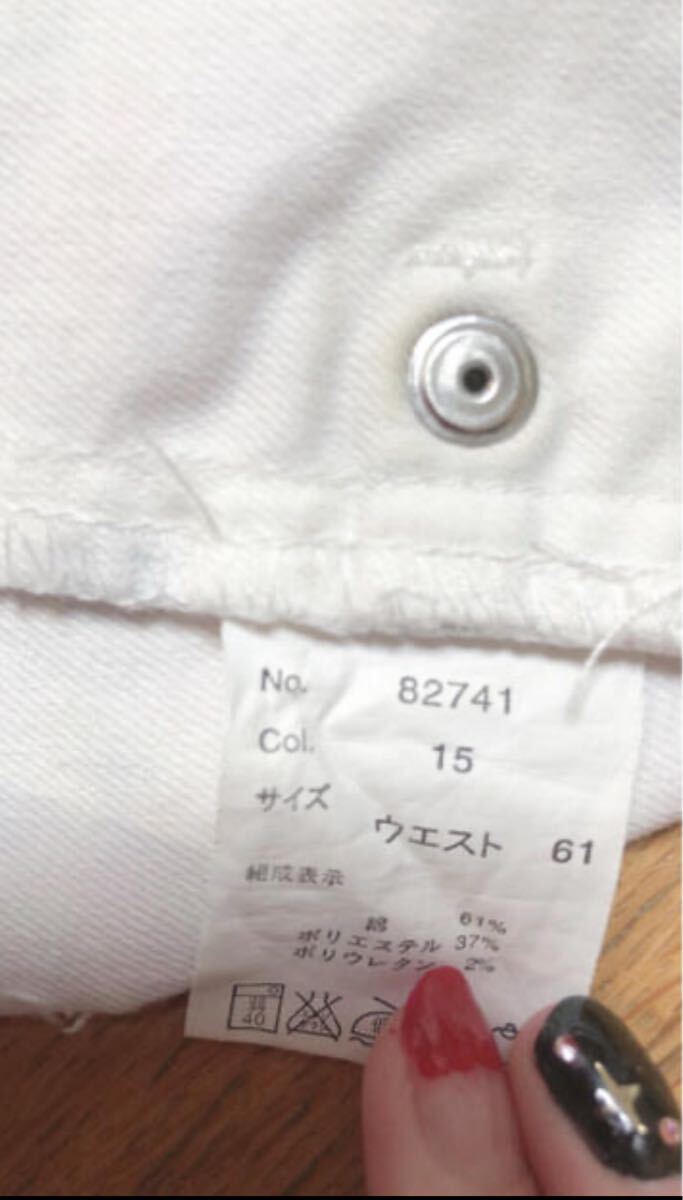 No. 82741
Col. 15
サイズ
ウエスト 61
組成表示
綿 61%
ポリエステル 37%
ポリウレタン 2%
40